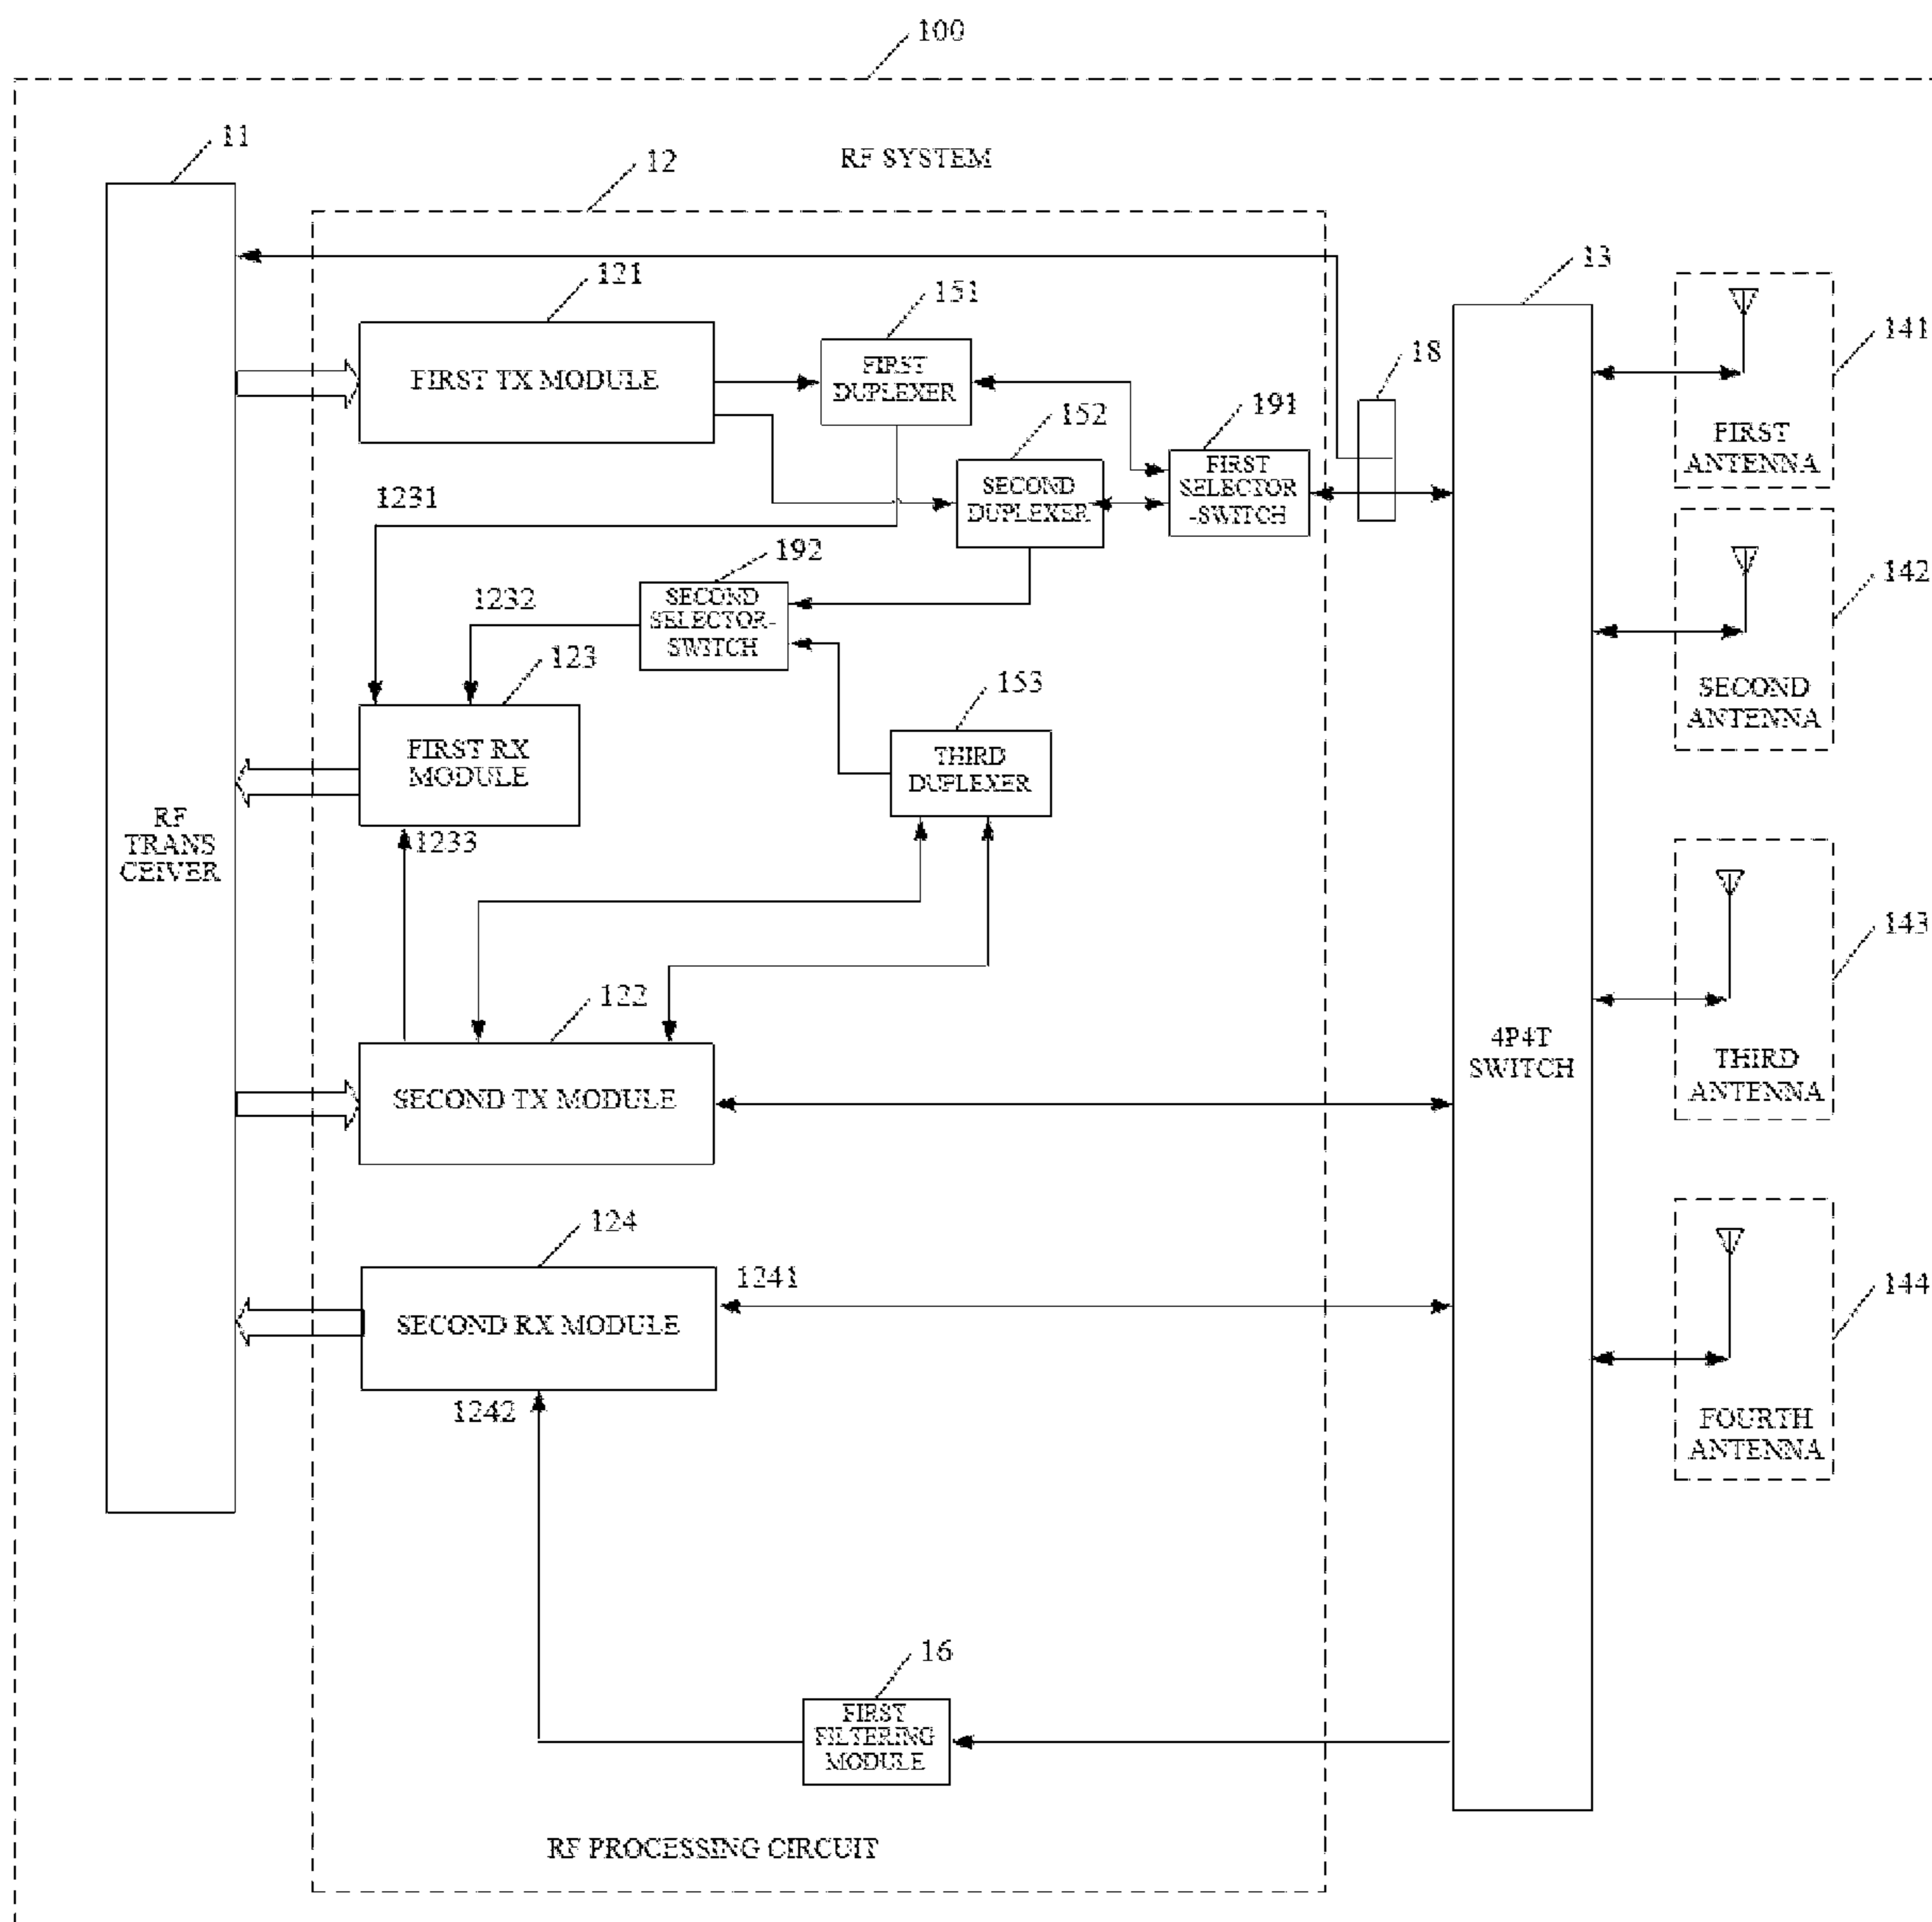 100
11
12
RF SYSTEM
121
151
13
141
18
FIRST TX MODULE
FIRST
DUPLEXER
152
191
FIRST
ANTENNA
FIRST
SELECTOR
-SWITCH
SECOND
DUPLEXER
1231
192
142
1232
SECOND
SELECTOR-
SWITCH
123
153
SECOND
ANTENNA
FIRST RX
MODULE
THIRD
DUPLEXER
RF
TRANS
CEIVER
1233
143
122
4P4T
SWITCH
THIRD
ANTENNA
SECOND TX MODULE
124
1241
144
SECOND RX MODULE
1242
FOURTH
ANTENNA
16
FIRST
FILTERING
MODULE
RF PROCESSING CIRCUIT